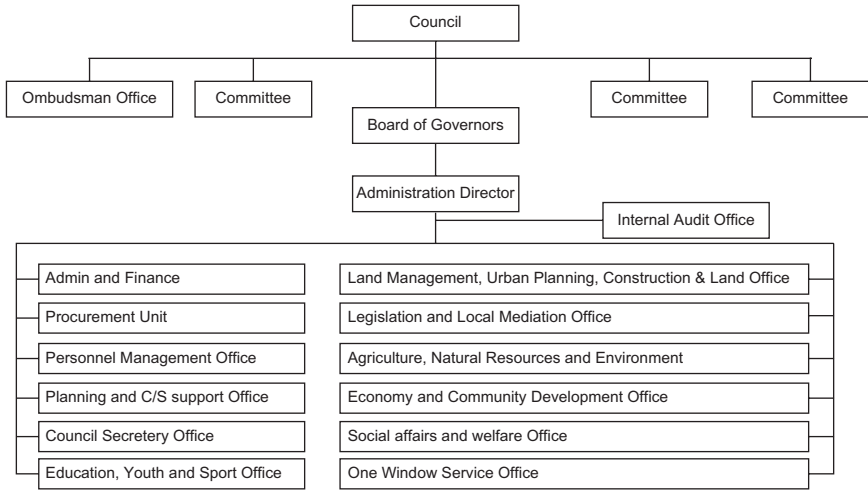 Council
Ombudsman Office
Committee
Committee
Committee
Board of Governors
Administration Director
Internal Audit Office
Admin and Finance
Procurement Unit
Personnel Management Office
Planning and C/S support Office
Council Secretery Office
Education, Youth and Sport Office
Land Management, Urban Planning, Construction & Land Office
Legislation and Local Mediation Office
Agriculture, Natural Resources and Environment
Economy and Community Development Office
Social affairs and welfare Office
One Window Service Office